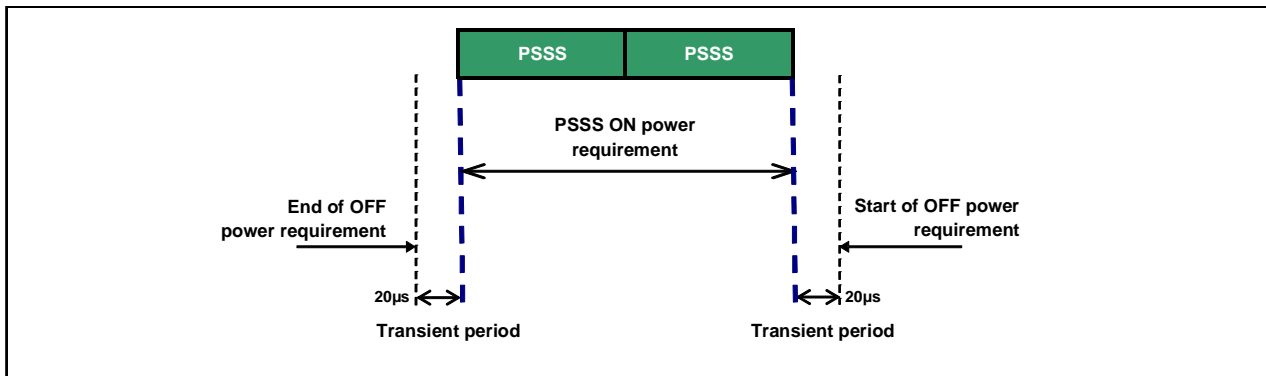 PSSS PSSS
PSSS ON power
requirement
End of OFF
power requirement
Start of OFF power
requirement
20µs
20µs
Transient period
Transient period